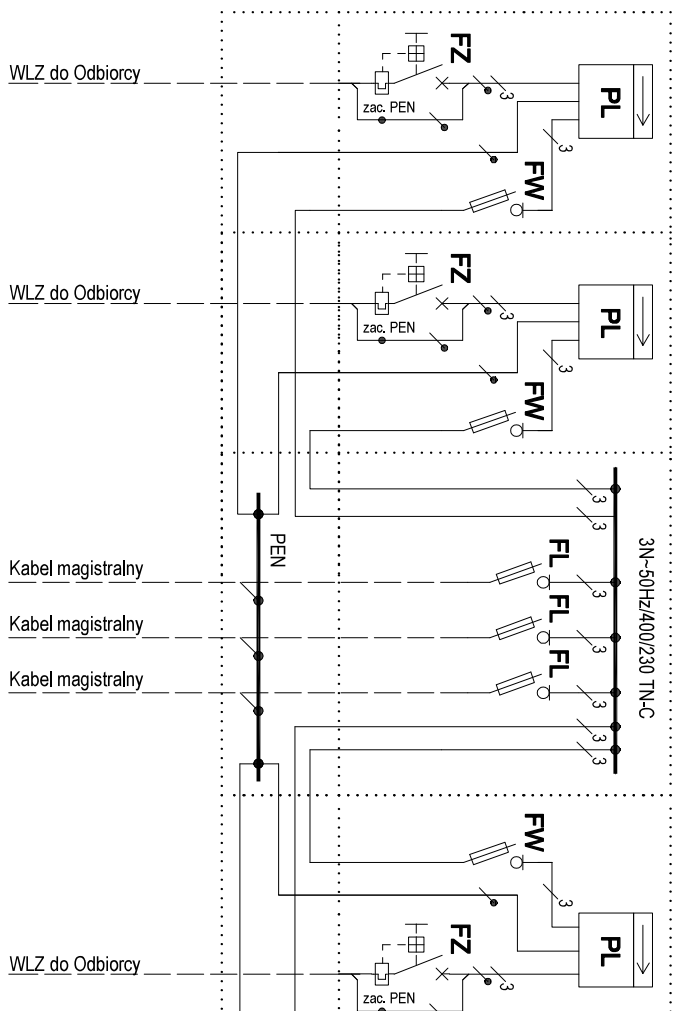 WLZ do Odbiorcy
FZ
zac. PEN
3
PL
3
FW
WLZ do Odbiorcy
FZ
zac. PEN
3
PL
3
FW
3
3
PEN
3N~50Hz/400/230 TN-C
Kabel magistralny
FL
3
Kabel magistralny
FL
3
Kabel magistralny
FL
3
3
3
FW
3
PL
WLZ do Odbiorcy
FZ
zac. PEN
3